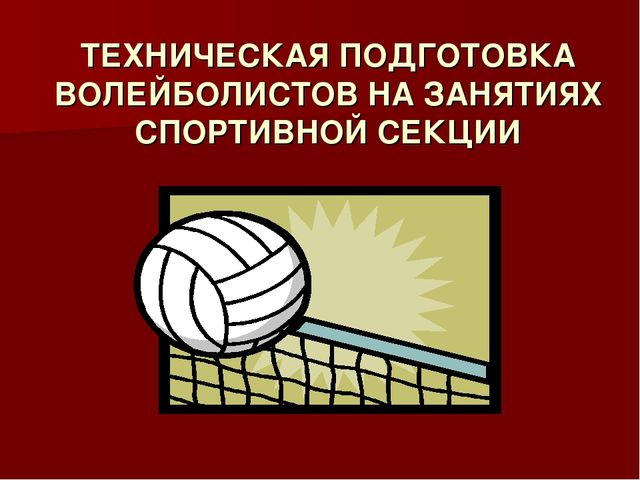 ТЕХНИЧЕСКАЯ ПОДГОТОВКА
ВОЛЕЙБОЛИСТОВ НА ЗАНЯТИЯХ
СПОРТИВНОЙ СЕКЦИИ